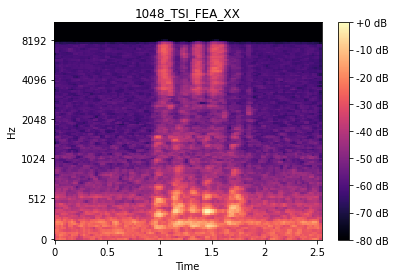 1048_TSI_FEA_XX
+0 dB
8192
-10 dB
4096
-20 dB
-30 dB
2048
Hz
-40 dB
1024
-50 dB
512
-60 dB
-70 dB
0
-80 dB
0 0.5 1 1.5 2 2.5
Time